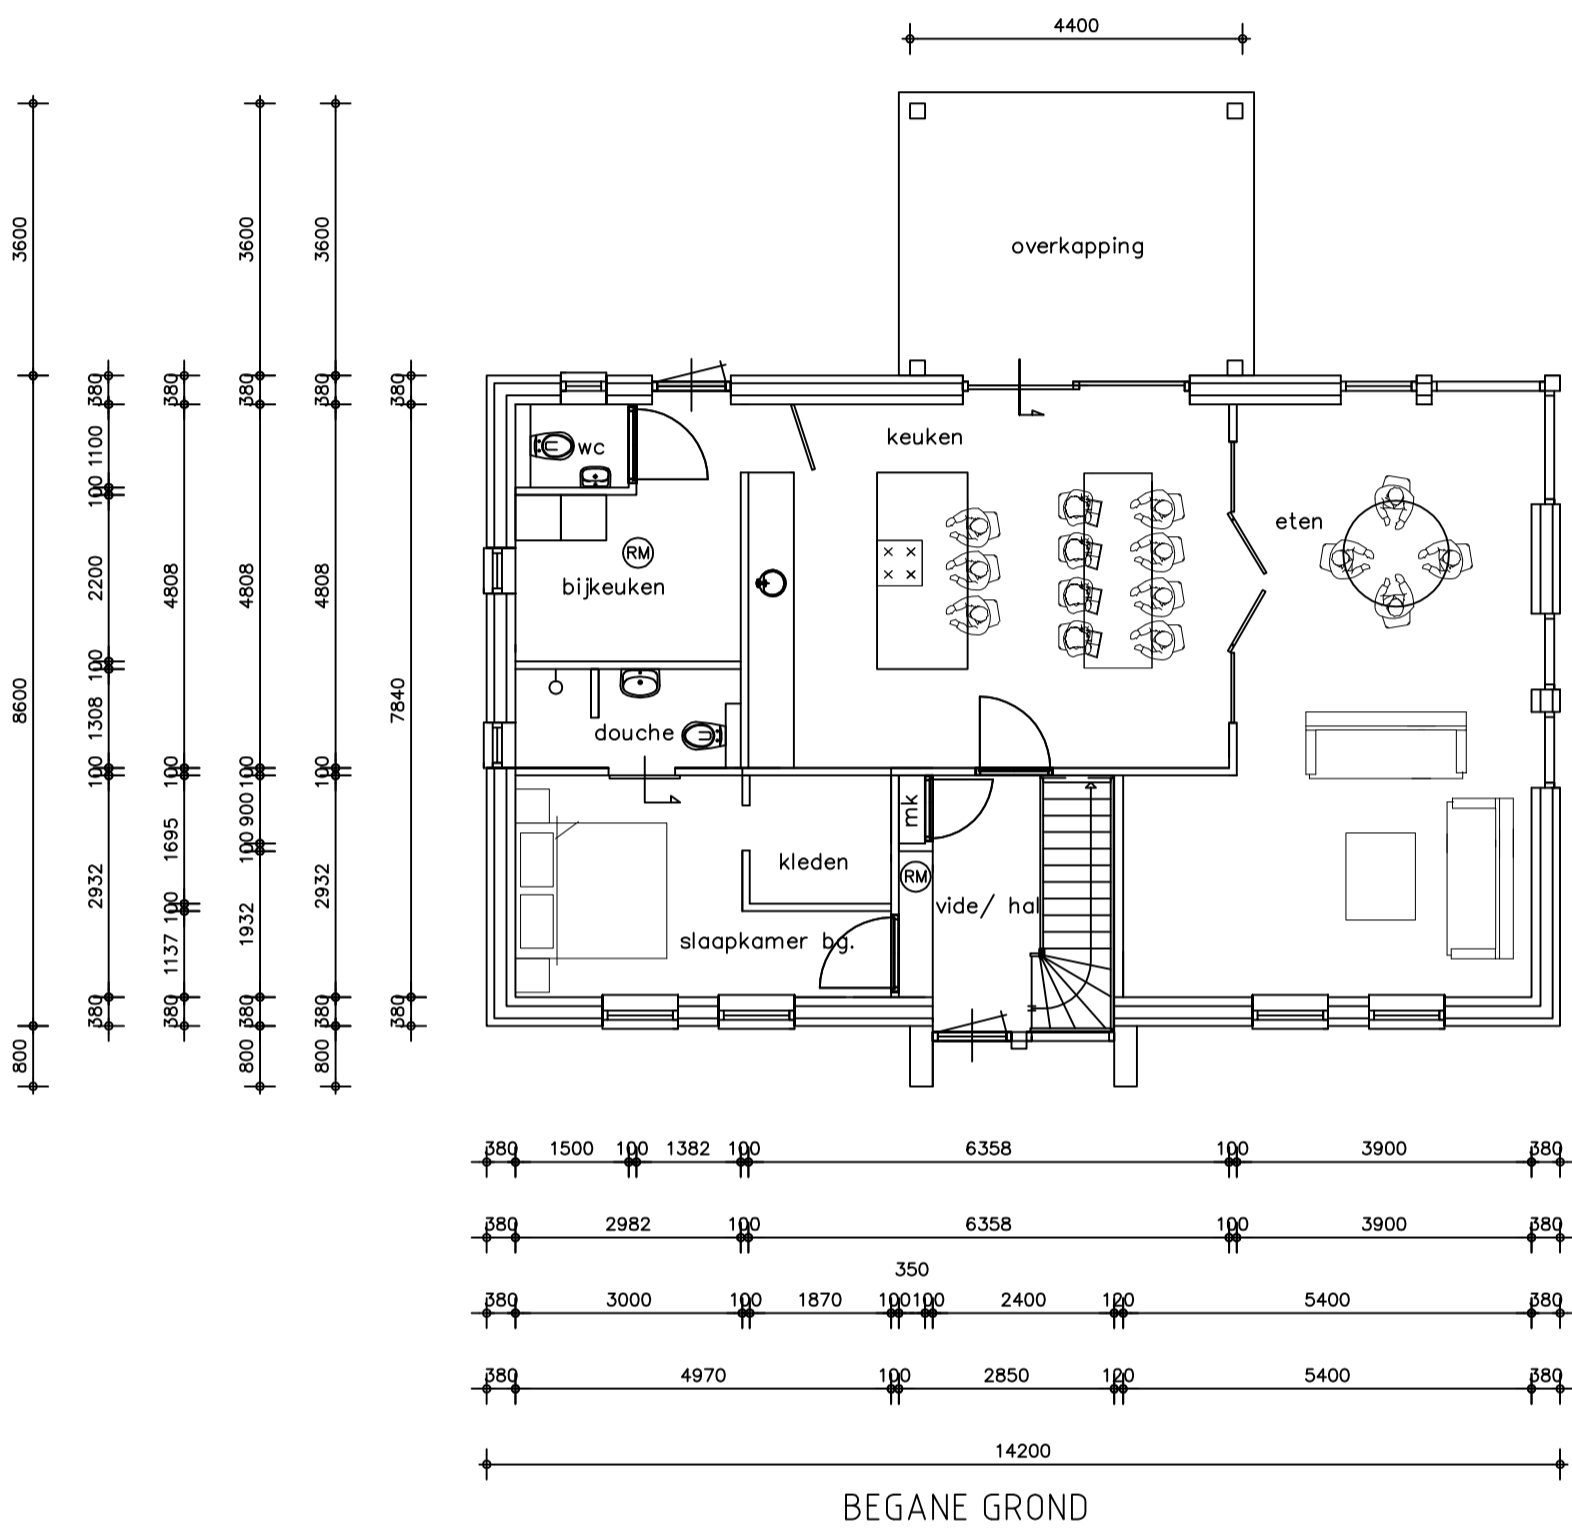 4400
3600
3600
3600
overkapping
380
380
380
380
380
keuken
1100
wc
100
eten
RM
2200
4808
4808
4808
bijkeuken
100
8600
1308
7840
douche
100
100
100
100
mk
900
1695
kleden
100
RM
2932
2932
100
vide/ hal
1932
1137
slaapkamer bg.
380
380
380
380
380
800
800
800
380 1500 100 1382 100 6358 100 3900 380
380 2982 100 6358 100 3900 380
350
380 3000 100 1870 100 100 2400 120 5400 380
380 4970 100 2850 120 5400 380
14200
BEGANE GROND